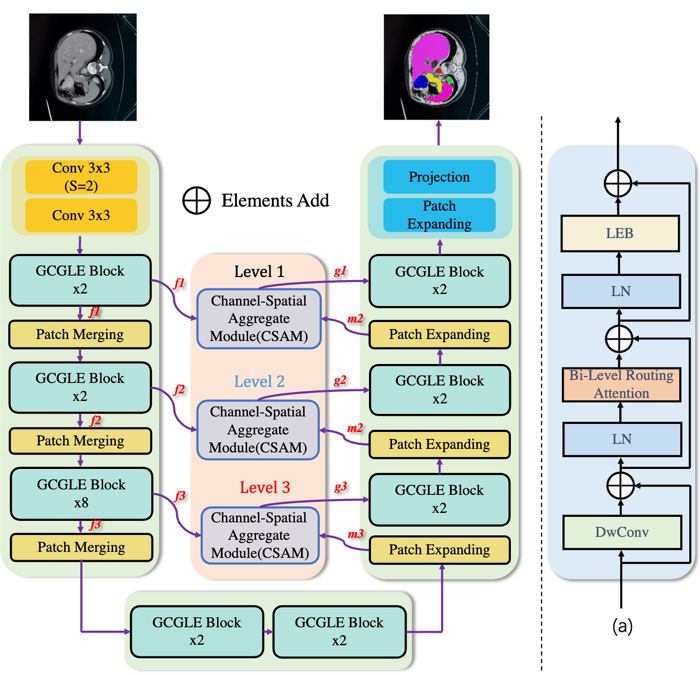 Conv 3x3
(S=2)
Conv 3x3
GCGLE Block
x2
f1
Patch Merging
GCGLE Block
x2
f2
Patch Merging
GCGLE Block
x8
f3
Patch Merging
GCGLE Block
x2
GCGLE Block
x2
Elements Add
Level 1
f1
g1
Channel-Spatial
Aggregate
Module(CSAM)
m2
Level 2
f2
g2
Channel-Spatial
Aggregate
Module(CSAM)
m2
Level 3
f3
g3
Channel-Spatial
Aggregate
Module(CSAM)
m3
Projection
Patch
Expanding
GCGLE Block
x2
Patch Expanding
GCGLE Block
x2
Patch Expanding
GCGLE Block
x2
Patch Expanding
LEB
LN
Bi-Level Routing
Attention
LN
DwConv
(a)